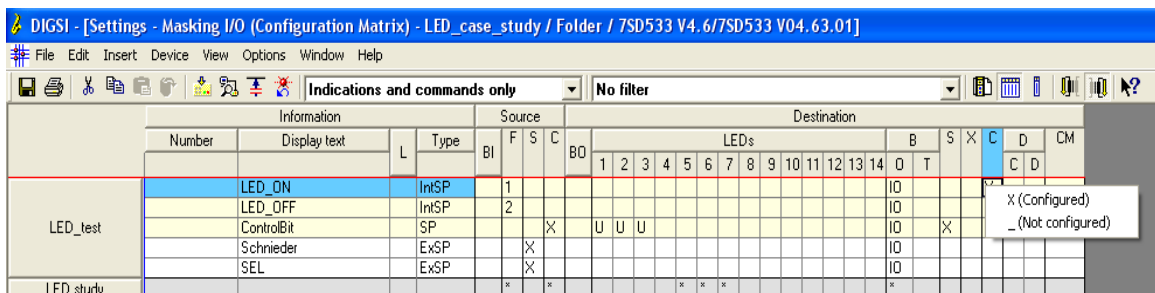 DIGSI - [Settings - Masking I/O (Configuration Matrix) - LED_case_study / Folder / 7SD533 V4.6/7SD533 V04.63.01]
File Edit Insert Device View Options Window Help
Indications and commands only No filter
Information Source Destination
Number Display text L Type BI F S C BO LEDs B S X C D CM
1 2 3 4 5 6 7 8 9 10 11 12 13 14 O T C D
LED_ON IntSP 1 IO X
LED_OFF IntSP 2 IO
LED_test ControlBit SP X U U U IO X
Schnieder ExSP X IO
SEL ExSP X IO
LED_study * * * * * *
X (Configured)
_ (Not configured)